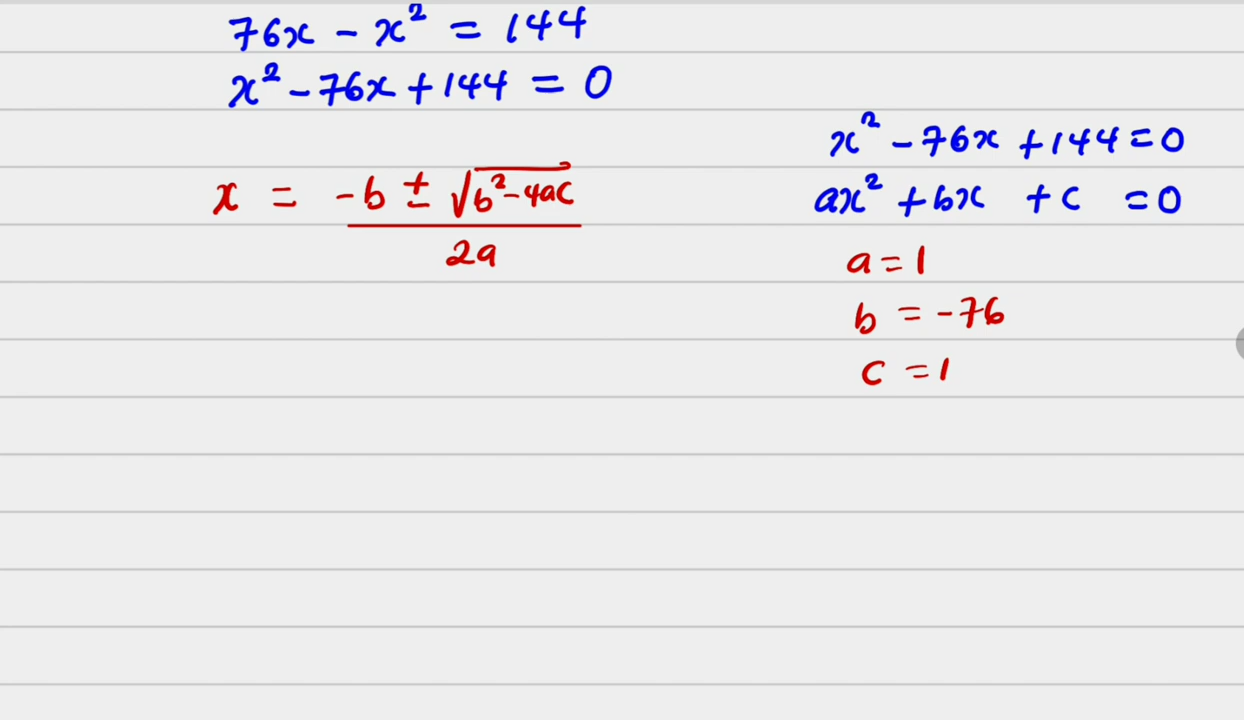 76x - x² = 144
x² - 76x + 144 = 0
x² - 76x + 144 = 0
ax² + bx + c = 0
x = -b ± √b²-4ac
2a
a = 1
b = -76
c = 1